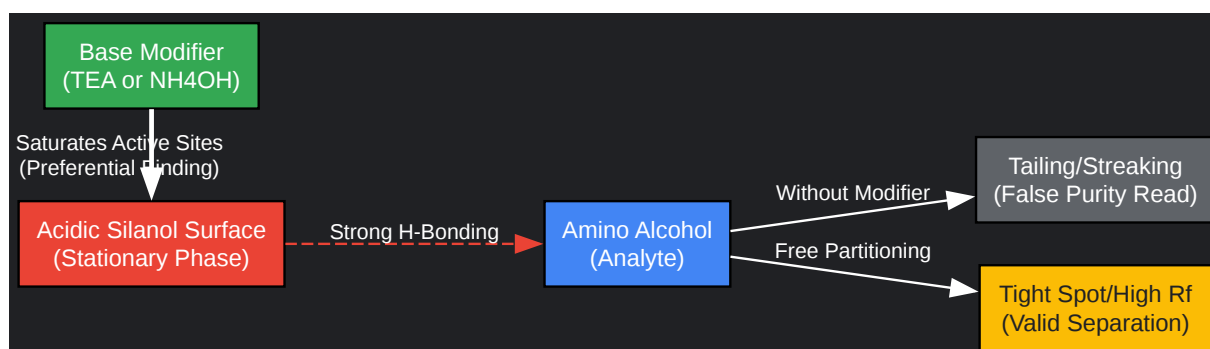 Base Modifier
(TEA or NH4OH)
Saturates Active Sites
(Preferential Binding)
Acidic Silanol Surface
(Stationary Phase)
Strong H-Bonding
Amino Alcohol
(Analyte)
Without Modifier
Free Partitioning
Tailing/Streaking
(False Purity Read)
Tight Spot/High Rf
(Valid Separation)